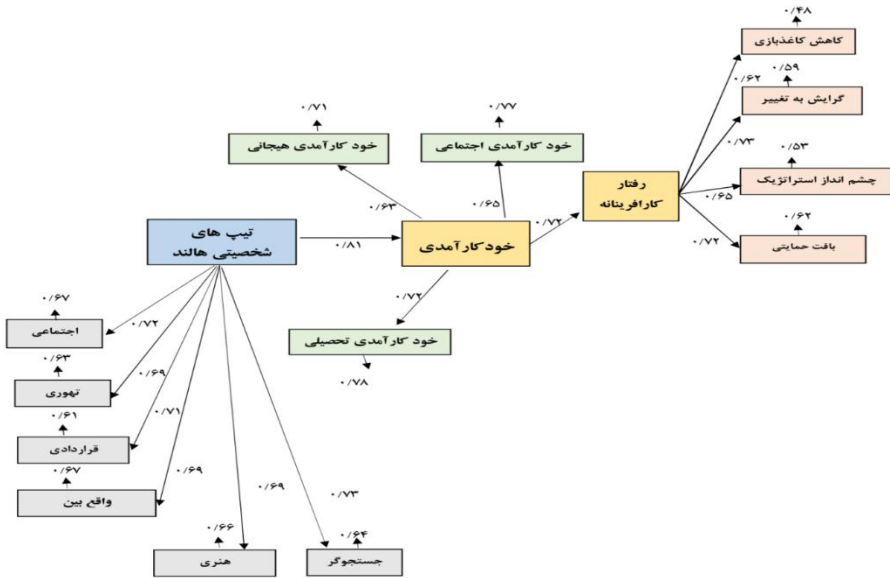 ۰/۴۸
کاهش کاغذبازی
۰/۶۲
۰/۵۹
گرایش به تغییر
۰/۷۳
۰/۵۳
چشم انداز استراتژیک
۰/۶۵
۰/۶۲
بافت حمایتی
۰/۷۲
رفتار
کارافرینانه
۰/۷۲
۰/۷۷
خود کارآمدی اجتماعی
۰/۶۵
۰/۷۱
خود کارآمدی هیجانی
۰/۶۳
خودکارآمدی
۰/۸۱
تیپ های
شخصیتی هالند
۰/۷۲
خود کارآمدی تحصیلی
۰/۷۸
۰/۶۷
اجتماعی
۰/۷۲
۰/۶۳
تهوری
۰/۶۹
۰/۶۱
قراردادی
۰/۷۱
۰/۶۷
واقع بین
۰/۶۹
۰/۶۶
هنری
۰/۶۹
۰/۶۴
جستجوگر
۰/۷۳